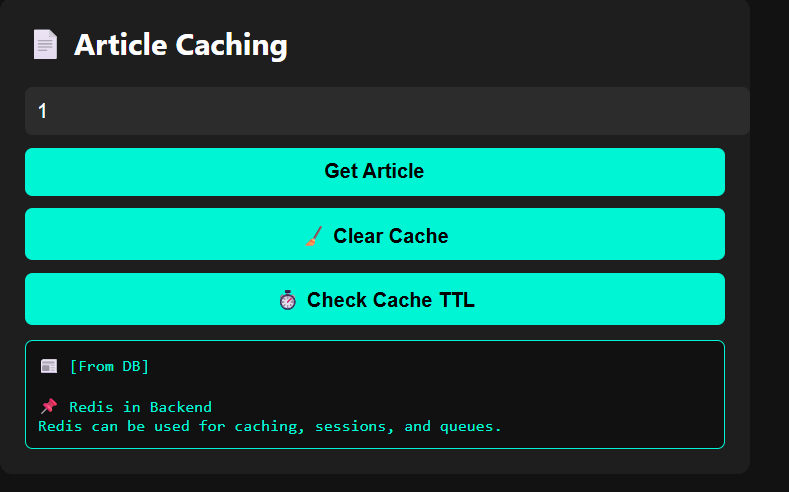 📄 Article Caching
1
Get Article
🧹 Clear Cache
⏱️ Check Cache TTL
📰 [From DB]
📌 Redis in Backend
Redis can be used for caching, sessions, and queues.